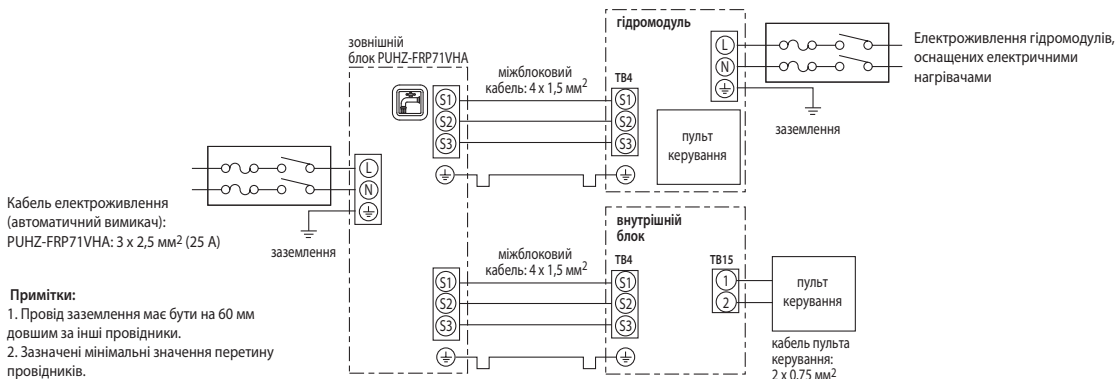 зовнішній
блок PUHZ-FRP71VHA
міжблоковий
кабель: 4 x 1,5 мм²
гідромодуль
TB4
S1
S2
S3
S1
S2
S3
L
N
пульт
керування
заземлення
Електроживлення гідромодулів,
оснащених електричними
нагрівачами
L
N
заземлення
Кабель електроживлення
(автоматичний вимикач):
PUHZ-FRP71VHA: 3 x 2,5 мм² (25 А)
міжблоковий
кабель: 4 x 1,5 мм²
внутрішній
блок
TB4
TB15
S1
S2
S3
S1
S2
S3
1
2
пульт
керування
кабель пульта
керування:
2 x 0,75 мм²
Примітки:
1. Провід заземлення має бути на 60 мм
довшим за інші провідники.
2. Зазначені мінімальні значення перетину
провідників.